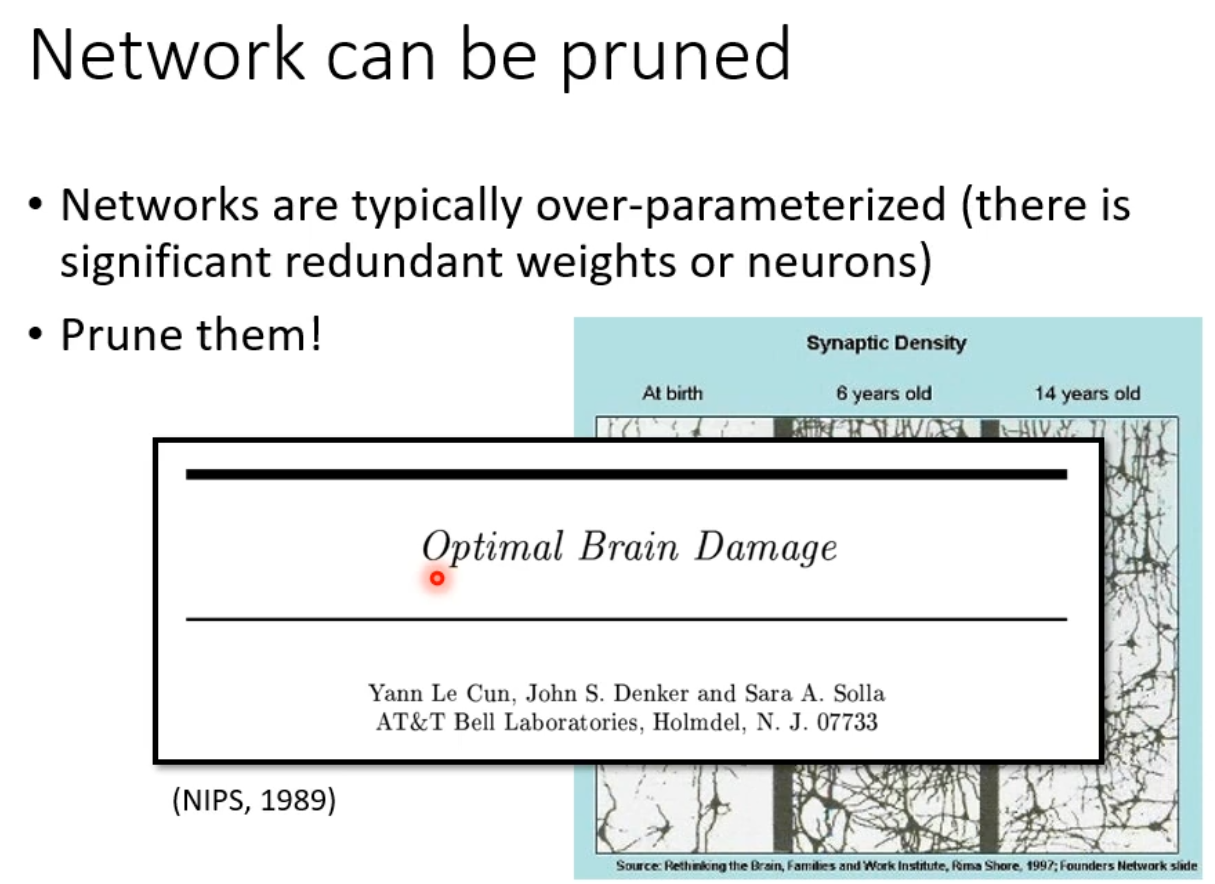 Network can be pruned
• Networks are typically over-parameterized (there is
significant redundant weights or neurons)
• Prune them!
Synaptic Density
At birth
6 years old
14 years old
Optimal Brain Damage
Yann Le Cun, John S. Denker and Sara A. Solla
AT&T Bell Laboratories, Holmdel, N. J. 07733
(NIPS, 1989)
Source: Rethinking the Brain, Families and Work Institute, Rima Shore, 1997; Founders Network slide